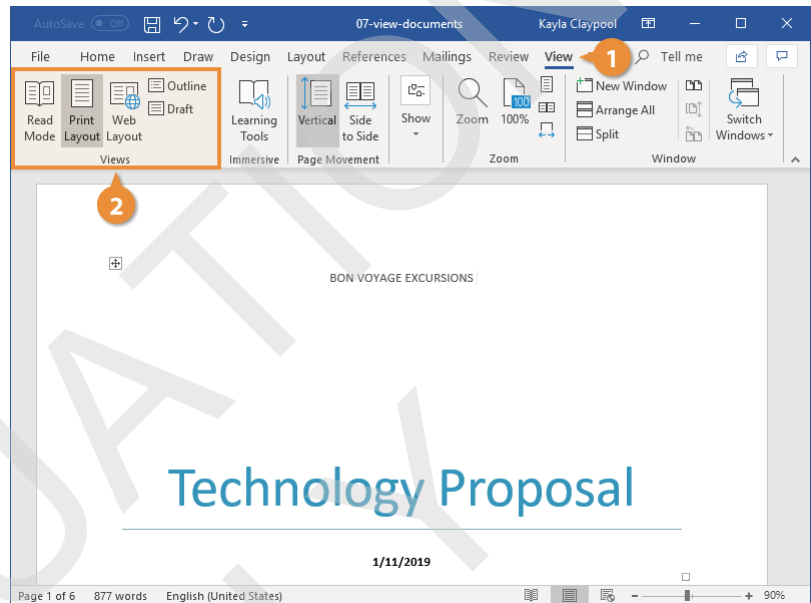 AutoSave Off 07-view-documents Kayla Claypool
File Home Insert Draw Design Layout References Mailings Review View 1 Tell me
Read Mode
Print Layout
Web Layout
Outline
Draft
Views
2
Learning Tools
Immersive
Vertical
Side to Side
Page Movement
Show
Zoom
100
100%
Zoom
New Window
Arrange All
Split
Switch Windows
Window
BON VOYAGE EXCURSIONS
Technology Proposal
1/11/2019
Page 1 of 6 877 words English (United States) - + 90%